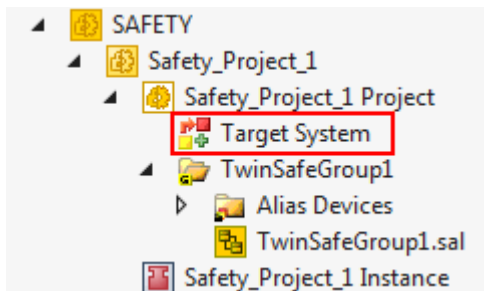 SAFETY
Safety_Project_1
Safety_Project_1 Project
Target System
TwinSafeGroup1
Alias Devices
TwinSafeGroup1.sal
Safety_Project_1 Instance